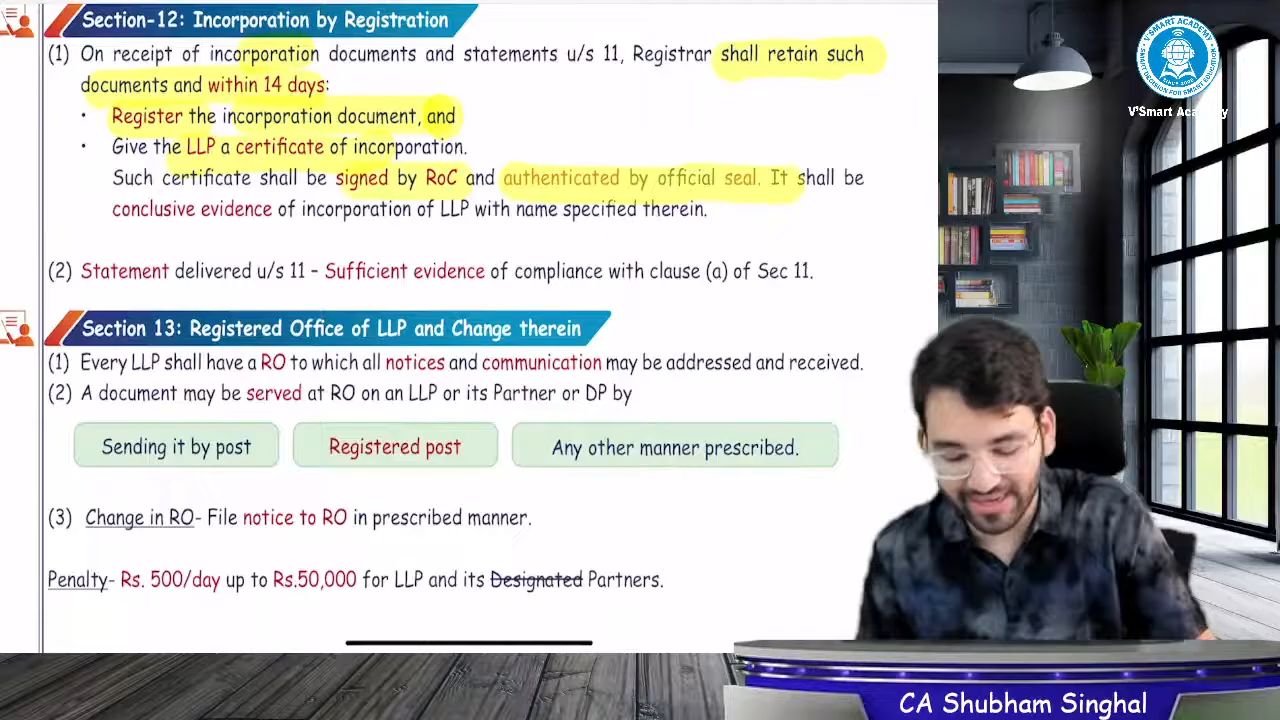 Section-12: Incorporation by Registration
(1) On receipt of incorporation documents and statements u/s 11, Registrar shall retain such
documents and within 14 days:
• Register the incorporation document, and
• Give the LLP a certificate of incorporation.
Such certificate shall be signed by RoC and authenticated by official seal. It shall be
conclusive evidence of incorporation of LLP with name specified therein.
(2) Statement delivered u/s 11 – Sufficient evidence of compliance with clause (a) of Sec 11.
Section 13: Registered Office of LLP and Change therein
(1) Every LLP shall have a RO to which all notices and communication may be addressed and received.
(2) A document may be served at RO on an LLP or its Partner or DP by
Sending it by post
Registered post
Any other manner prescribed.
(3) Change in RO- File notice to RO in prescribed manner.
Penalty- Rs. 500/day up to Rs.50,000 for LLP and its Designated Partners.
V'SMART ACADEMY
SMART DECISION FOR SMART EDUCATION
V'Smart Academy
CA Shubham Singhal